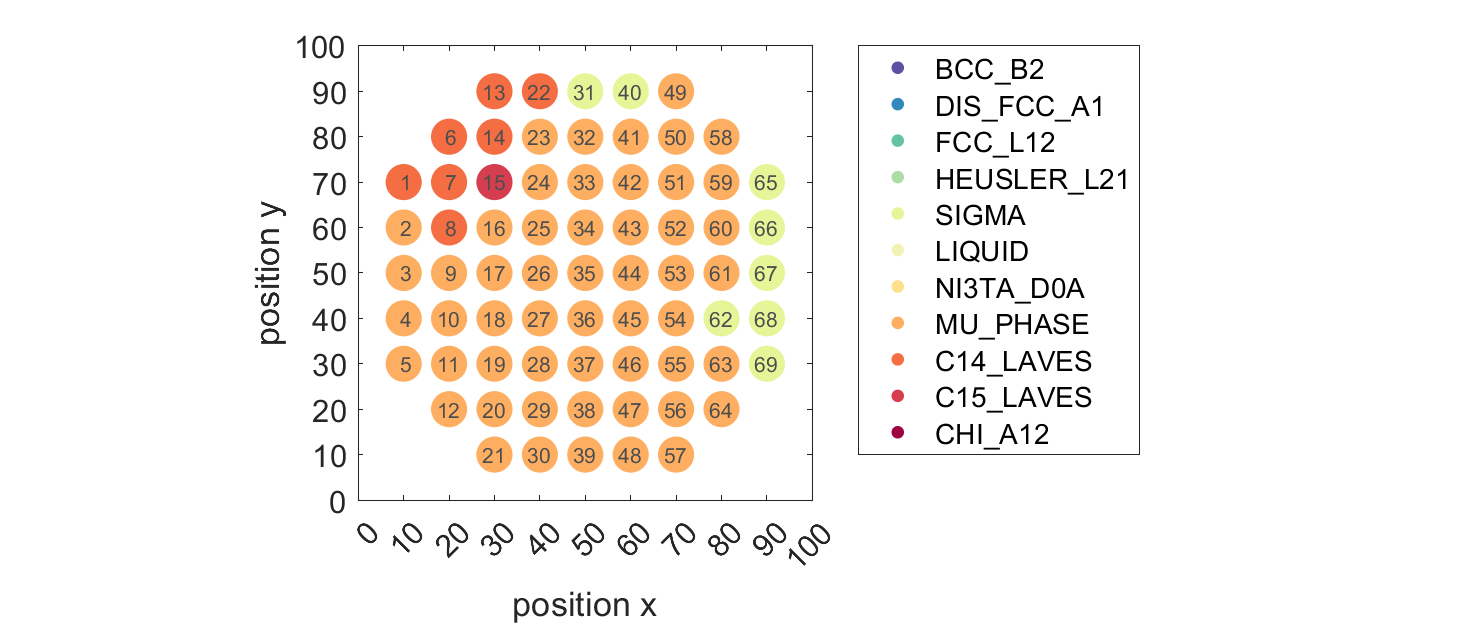 100
90
80
70
60
50
40
30
20
10
0
position y
13 22 31 40 49
6 14 23 32 41 50 58
1 7 15 24 33 42 51 59 65
2 8 16 25 34 43 52 60 66
3 9 17 26 35 44 53 61 67
4 10 18 27 36 45 54 62 68
5 11 19 28 37 46 55 63 69
12 20 29 38 47 56 64
21 30 39 48 57
0 10 20 30 40 50 60 70 80 90 100
position x
BCC_B2
DIS_FCC_A1
FCC_L12
HEUSLER_L21
SIGMA
LIQUID
NI3TA_D0A
MU_PHASE
C14_LAVES
C15_LAVES
CHI_A12